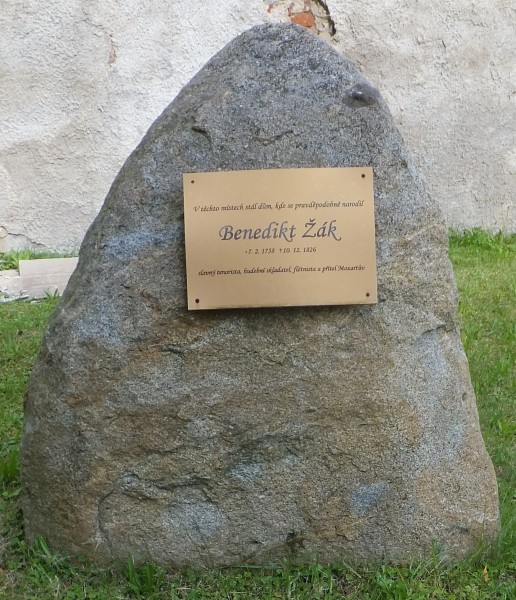 V těchto místech stál dům, kde se pravděpodobně narodil
Benedikt Žák
*7. 2. 1758 †10. 12. 1826
slavný tenorista, hudební skladatel, flétnista a přítel Mozartův